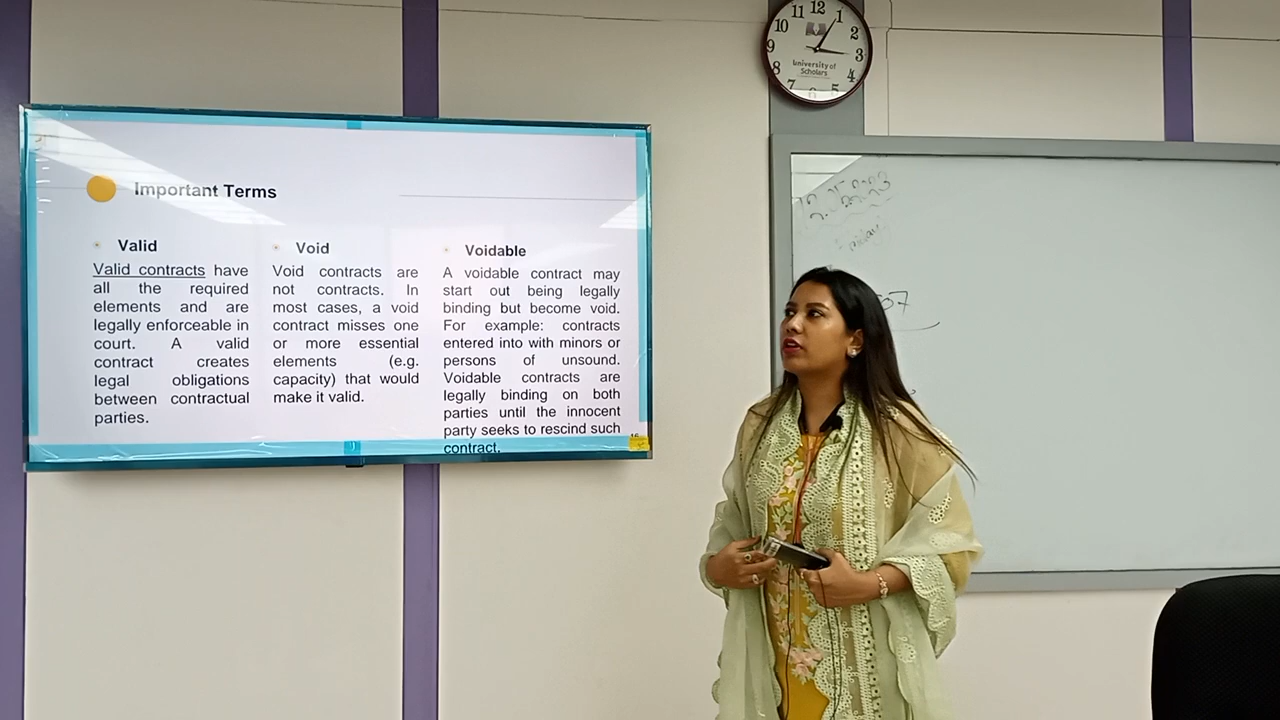 Important Terms
Valid
Valid contracts have
all the required
elements and are
legally enforceable in
court. A valid
contract creates
legal obligations
between contractual
parties.
Void
Void contracts are
not contracts. In
most cases, a void
contract misses one
or more essential
elements (e.g.
capacity) that would
make it valid.
Voidable
A voidable contract may
start out being legally
binding but become void.
For example: contracts
entered into with minors or
persons of unsound.
Voidable contracts are
legally binding on both
parties until the innocent
party seeks to rescind such
contract.
12
11 1
10 2
9 3
8 4
7 5
6
University of
Scholars
07